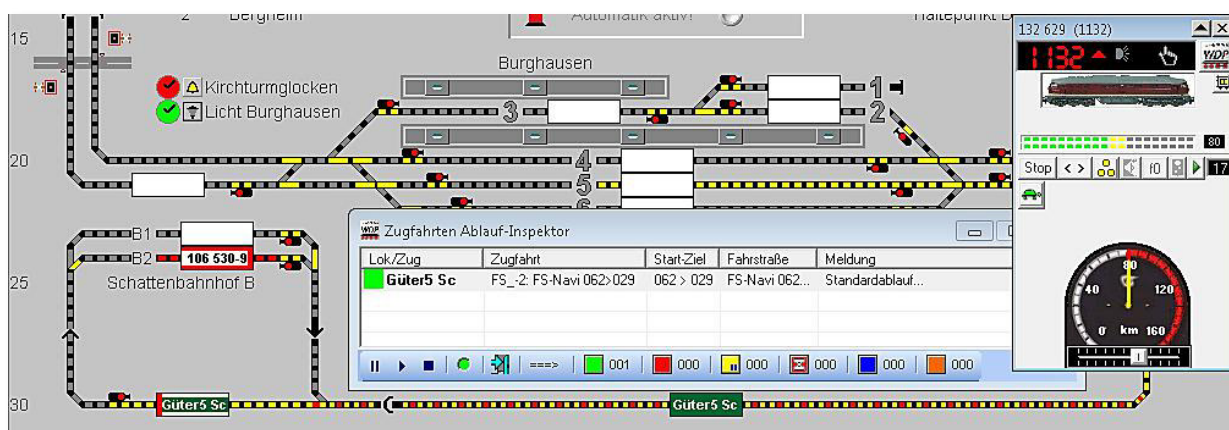 2 Bergheim
Automatik aktiv!
132 629 (1132)
15
1132
WDP
Burghausen
Kirchturmglocken
1
Licht Burghausen
3
2
80
20
4
Stop < > f0 17
5
Zugfahrten Ablauf-Inspektor
B1
Lok/Zug Zugfahrt Start-Ziel Fahrstraße Meldung
B2 106 530-9
Güter5 Sc FS_-2: FS-Navi 062>029 062 > 029 FS-Navi 062... Standardablauf...
25
Schattenbahnhof B
80
40 120
0 km 160
===> 001 000 000 000 000 000
30
Güter5 Sc
Güter5 Sc